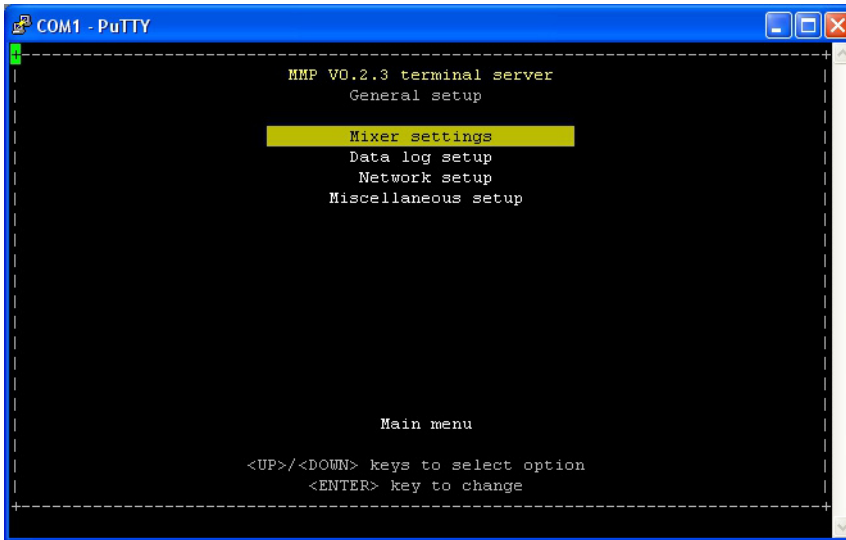 COM1 - PuTTY
MMP V0.2.3 terminal server
General setup
Mixer settings
Data log setup
Network setup
Miscellaneous setup
Main menu
<UP>/<DOWN> keys to select option
<ENTER> key to change